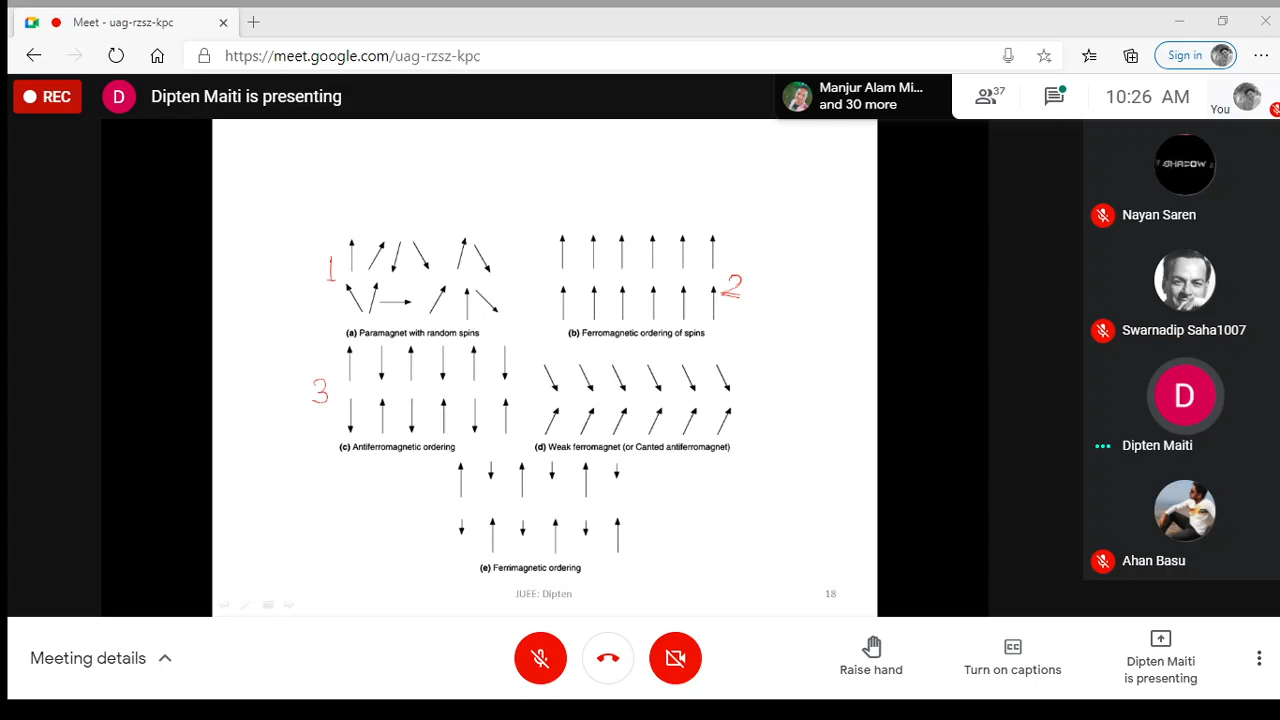 Meet - uag-rzsz-kpc
https://meet.google.com/uag-rzsz-kpc
Sign in
REC
D
Dipten Maiti is presenting
Manjur Alam Mi...
and 30 more
37
10:26 AM
You
1
2
(a) Paramagnet with random spins
(b) Ferromagnetic ordering of spins
3
(c) Antiferromagnetic ordering
(d) Weak ferromagnet (or Canted antiferromagnet)
(e) Ferrimagnetic ordering
JUEE: Dipten
18
SHADOW
Nayan Saren
Swarnadip Saha1007
D
Dipten Maiti
Ahan Basu
Meeting details
Raise hand
Turn on captions
Dipten Maiti
is presenting